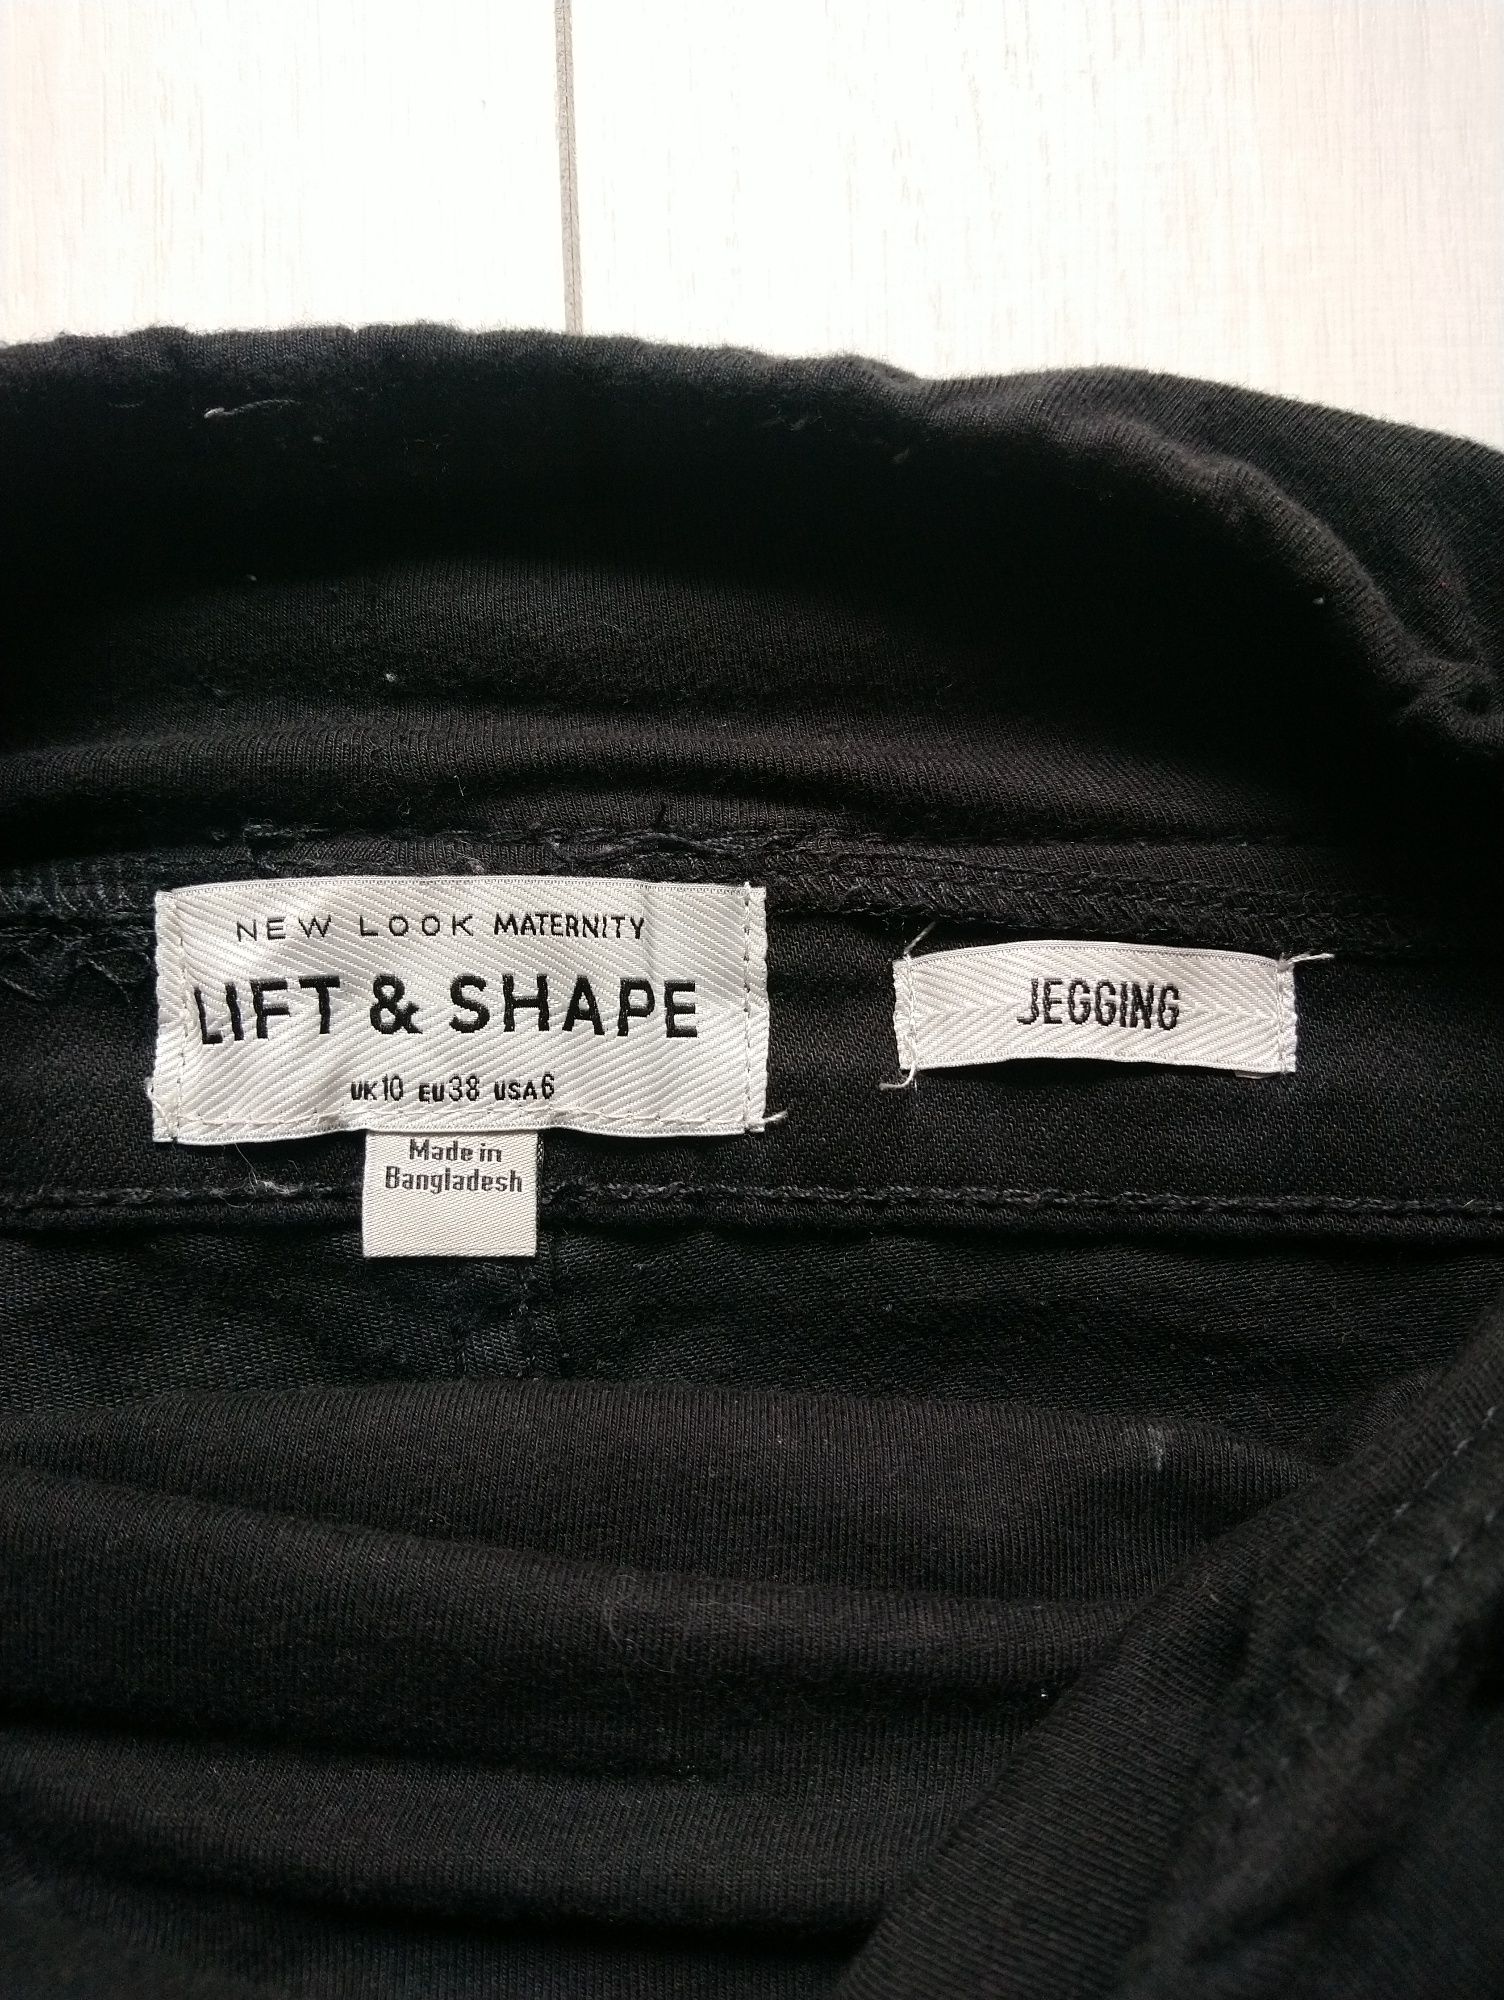 NEW LOOK MATERNITY
LIFT & SHAPE
UK10 EU38 USA6
Made in
Bangladesh
JEGGING